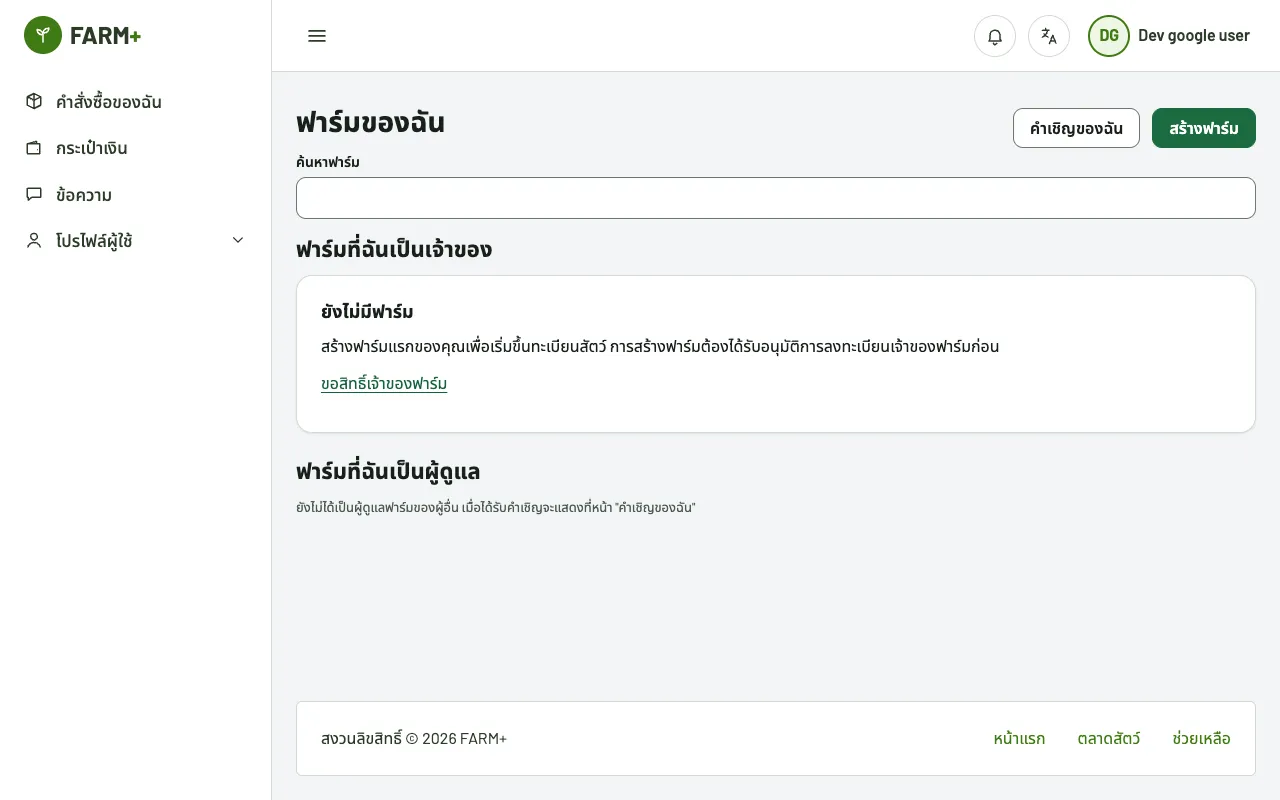 FARM+
DG
Dev google user
คำสั่งซื้อของฉัน
กระเป๋าเงิน
ข้อความ
โปรไฟล์ผู้ใช้
ฟาร์มของฉัน
คำเชิญของฉัน
สร้างฟาร์ม
ค้นหาฟาร์ม
ฟาร์มที่ฉันเป็นเจ้าของ
ยังไม่มีฟาร์ม
สร้างฟาร์มแรกของคุณเพื่อเริ่มขึ้นทะเบียนสัตว์ การสร้างฟาร์มต้องได้รับอนุมัติการลงทะเบียนเจ้าของฟาร์มก่อน
ขอสิทธิ์เจ้าของฟาร์ม
ฟาร์มที่ฉันเป็นผู้ดูแล
ยังไม่ได้เป็นผู้ดูแลฟาร์มของผู้อื่น เมื่อได้รับคำเชิญจะแสดงที่หน้า "คำเชิญของฉัน"
สงวนลิขสิทธิ์ © 2026 FARM+
หน้าแรก
ตลาดสัตว์
ช่วยเหลือ